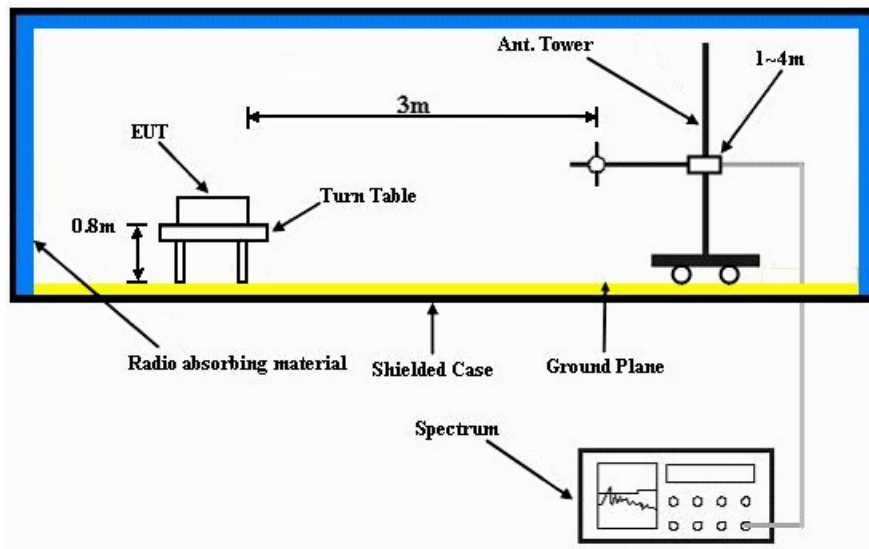 Ant. Tower
1~4m
3m
EUT
Turn Table
0.8m
Radio absorbing material
Shielded Case
Ground Plane
Spectrum